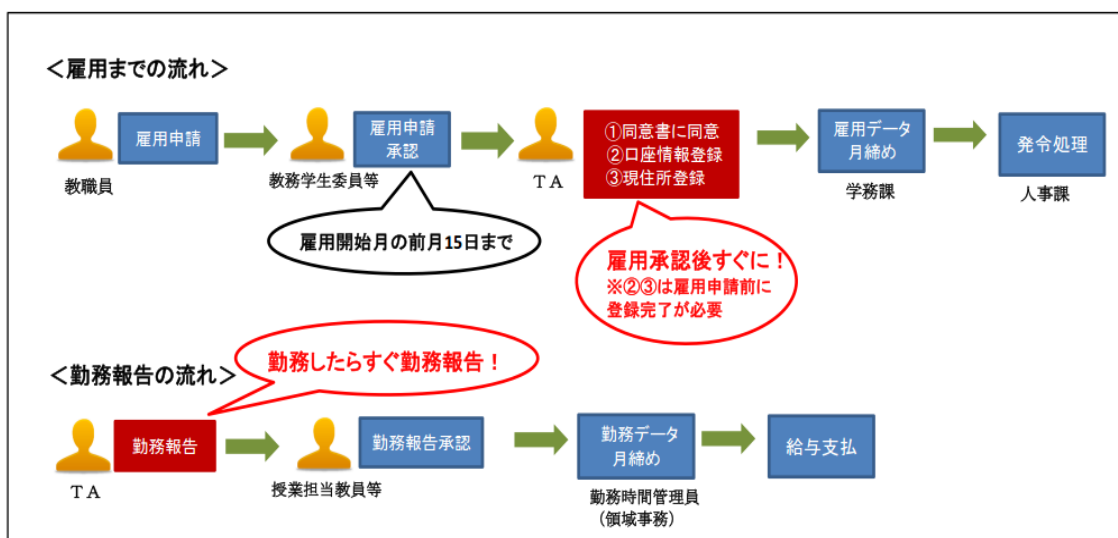 ＜雇用までの流れ＞
雇用申請
教職員
雇用申請
承認
教務学生委員等
雇用開始月の前月15日まで
ＴＡ
①同意書に同意
②口座情報登録
③現住所登録
雇用承認後すぐに！
※②③は雇用申請前に
登録完了が必要
雇用データ
月締め
学務課
発令処理
人事課
＜勤務報告の流れ＞
勤務したらすぐ勤務報告！
勤務報告
ＴＡ
勤務報告承認
授業担当教員等
勤務データ
月締め
勤務時間管理員
（領域事務）
給与支払